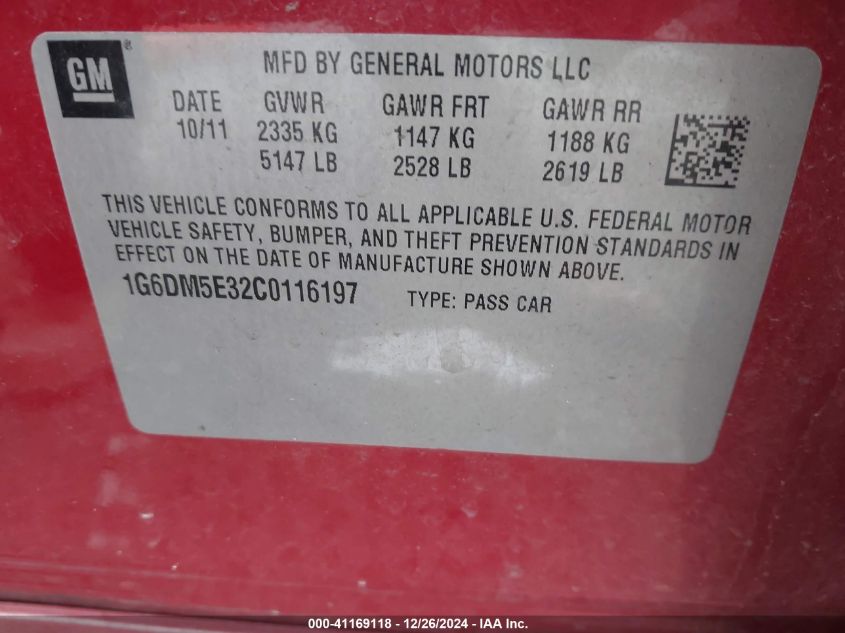 GM ®
MFD BY GENERAL MOTORS LLC
DATE GVWR GAWR FRT GAWR RR
10/11 2335 KG 1147 KG 1188 KG
5147 LB 2528 LB 2619 LB
THIS VEHICLE CONFORMS TO ALL APPLICABLE U.S. FEDERAL MOTOR
VEHICLE SAFETY, BUMPER, AND THEFT PREVENTION STANDARDS IN
EFFECT ON THE DATE OF MANUFACTURE SHOWN ABOVE.
1G6DM5E32C0116197 TYPE: PASS CAR
000-41169118 - 12/26/2024 - IAA Inc.